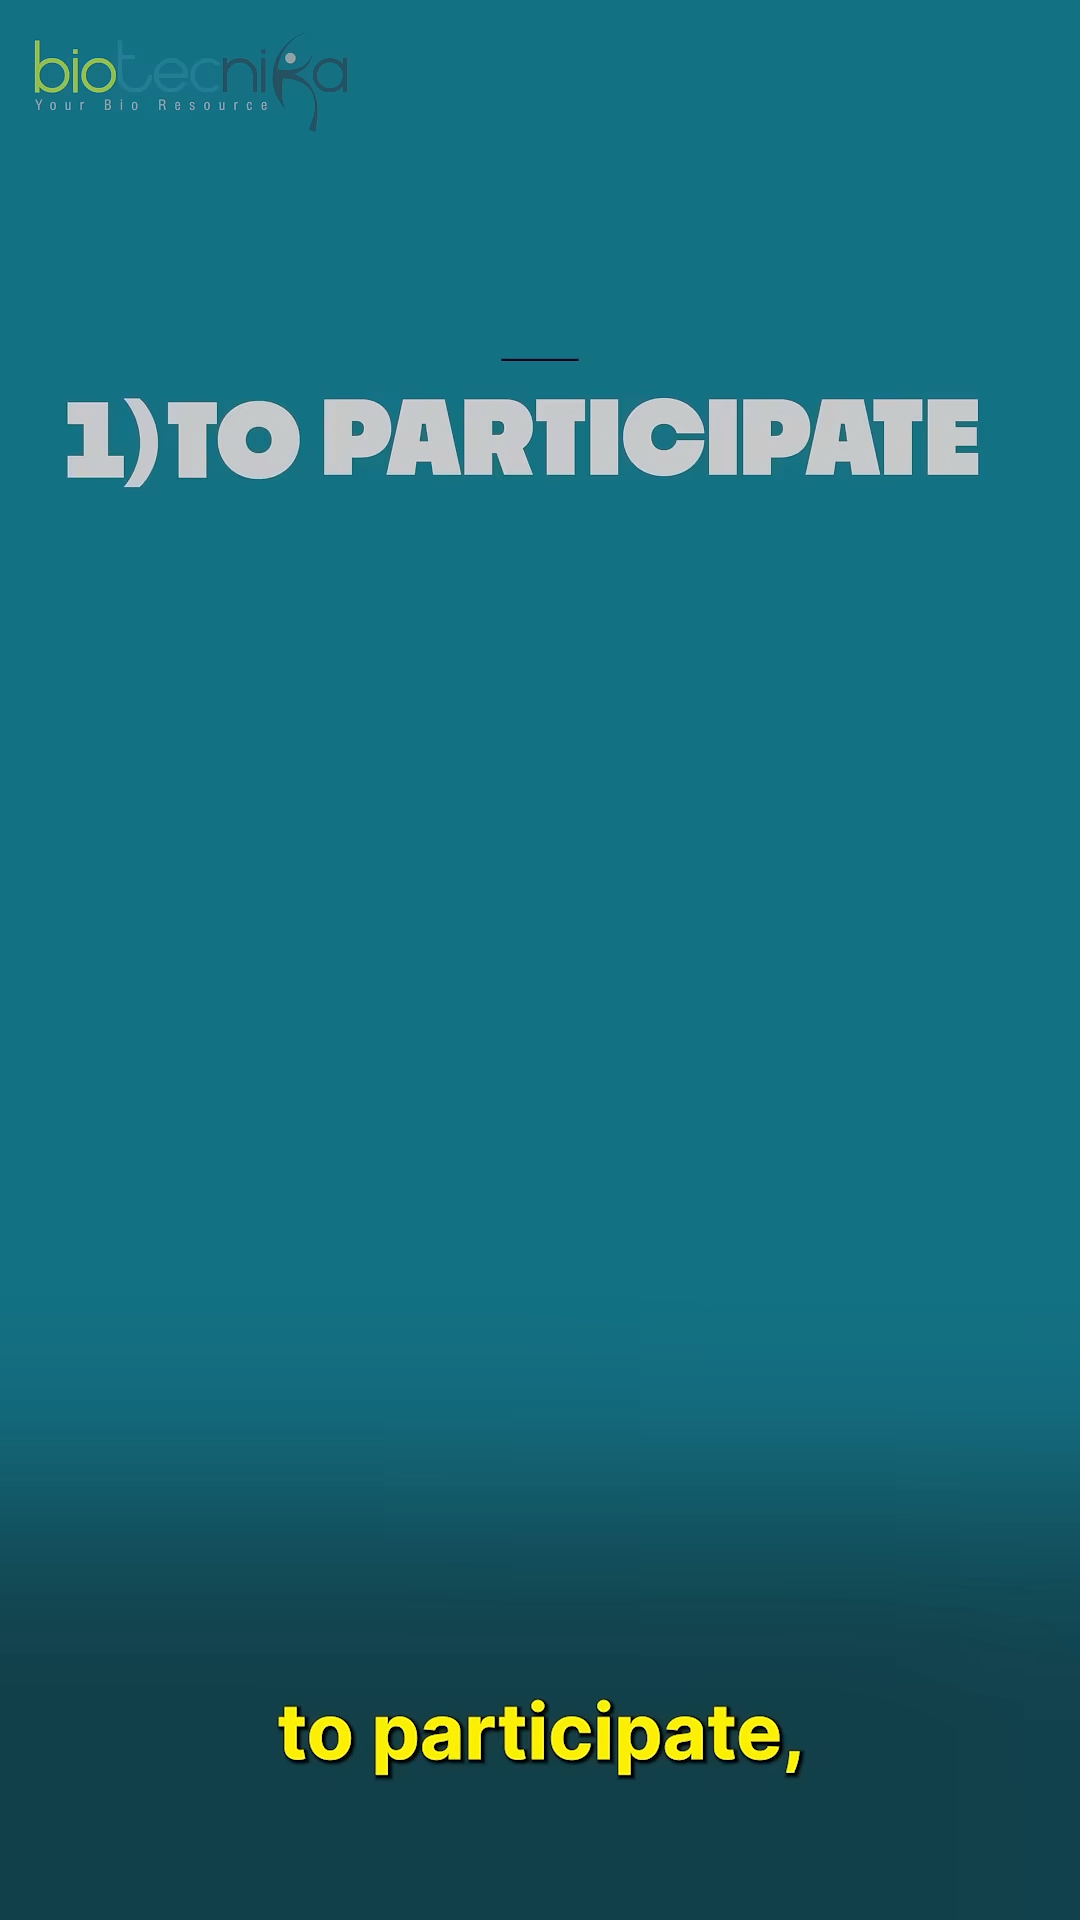 biotecnika
Your Bio Resource
1) TO PARTICIPATE
to participate,